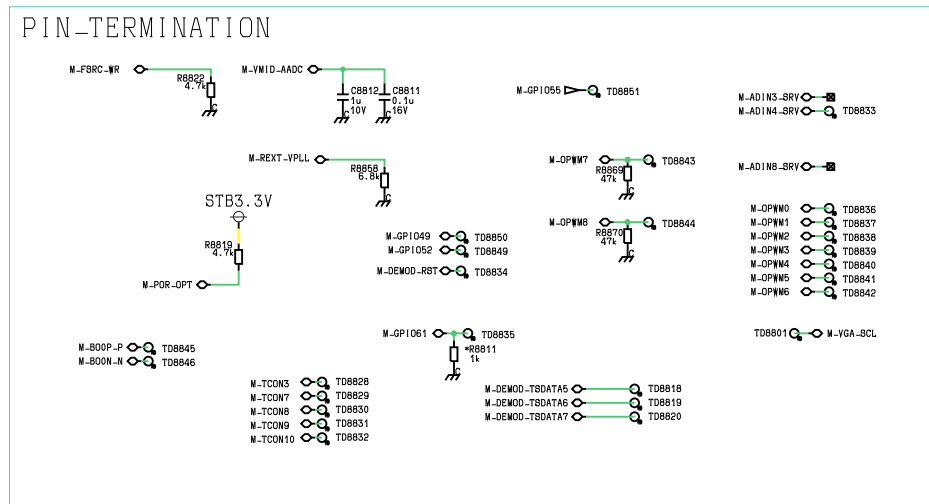 PIN_TERMINATION
M-FSRC-WR
R8822
4.7k
M-VMID-AADC
C8812
1u
10V
C8811
0.1u
16V
M-GPIO55
TD8851
M-ADIN3-SRV
M-ADIN4-SRV
TD8833
M-REXT-VPLL
R8858
6.8k
M-OPWM7
TD8843
R8869
47k
M-ADIN8-SRV
STB3.3V
R8819
4.7k
M-POR-OPT
M-GPIO49
TD8850
M-GPIO52
TD8849
M-DEMOD-RST
TD8834
M-OPWM8
TD8844
R8870
47k
M-OPWM0
TD8836
M-OPWM1
TD8837
M-OPWM2
TD8838
M-OPWM3
TD8839
M-OPWM4
TD8840
M-OPWM5
TD8841
M-OPWM6
TD8842
M-GPIO61
TD8835
*R8811
1k
TD8801
M-VGA-SCL
M-BOOP-P
TD8845
M-BOON-N
TD8846
M-TCON3
TD8828
M-TCON7
TD8829
M-TCON8
TD8830
M-TCON9
TD8831
M-TCON10
TD8832
M-DEMOD-TSDATA5
TD8818
M-DEMOD-TSDATA6
TD8819
M-DEMOD-TSDATA7
TD8820